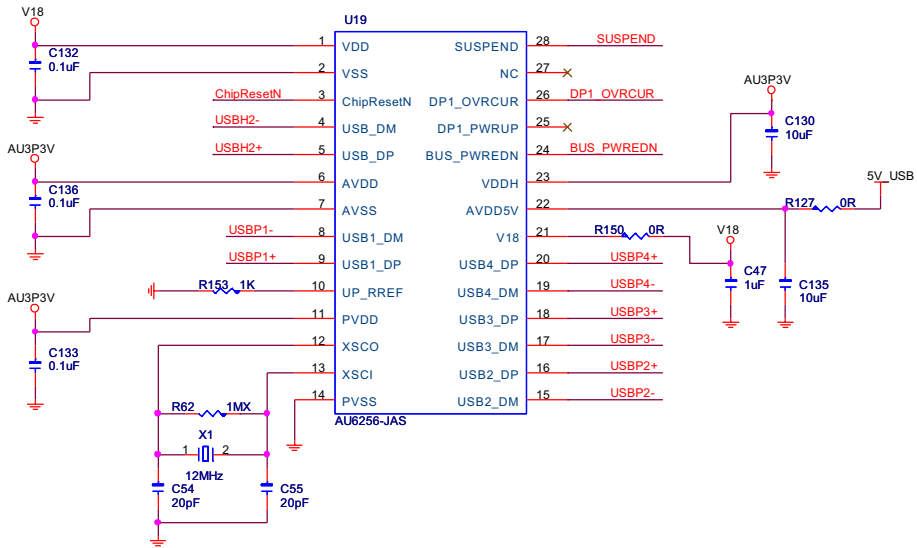 V18
U19
1 VDD SUSPEND 28 SUSPEND
C132
0.1uF
2 VSS NC 27
ChipResetN 3 ChipResetN DP1_OVRCUR 26 DP1_OVRCUR
AU3P3V
C130
10uF
USBH2- 4 USB_DM DP1_PWRUP 25
USBH2+ 5 USB_DP BUS_PWREDN 24 BUS_PWREDN
AU3P3V
6 AVDD VDDH 23
5V_USB
C136
0.1uF
7 AVSS AVDD5V 22 R127 0R
USBP1- 8 USB1_DM V18 21 R150 0R
V18
USBP1+ 9 USB1_DP USB4_DP 20 USBP4+
C47
1uF
C135
10uF
R153 1K 10 UP_RREF USB4_DM 19 USBP4-
AU3P3V
11 PVDD USB3_DP 18 USBP3+
12 XSCO USB3_DM 17 USBP3-
C133
0.1uF
13 XSCI USB2_DP 16 USBP2+
14 PVSS USB2_DM 15 USBP2-
R62 1MX
AU6256-JAS
X1
1 2
12MHz
C54
20pF
C55
20pF